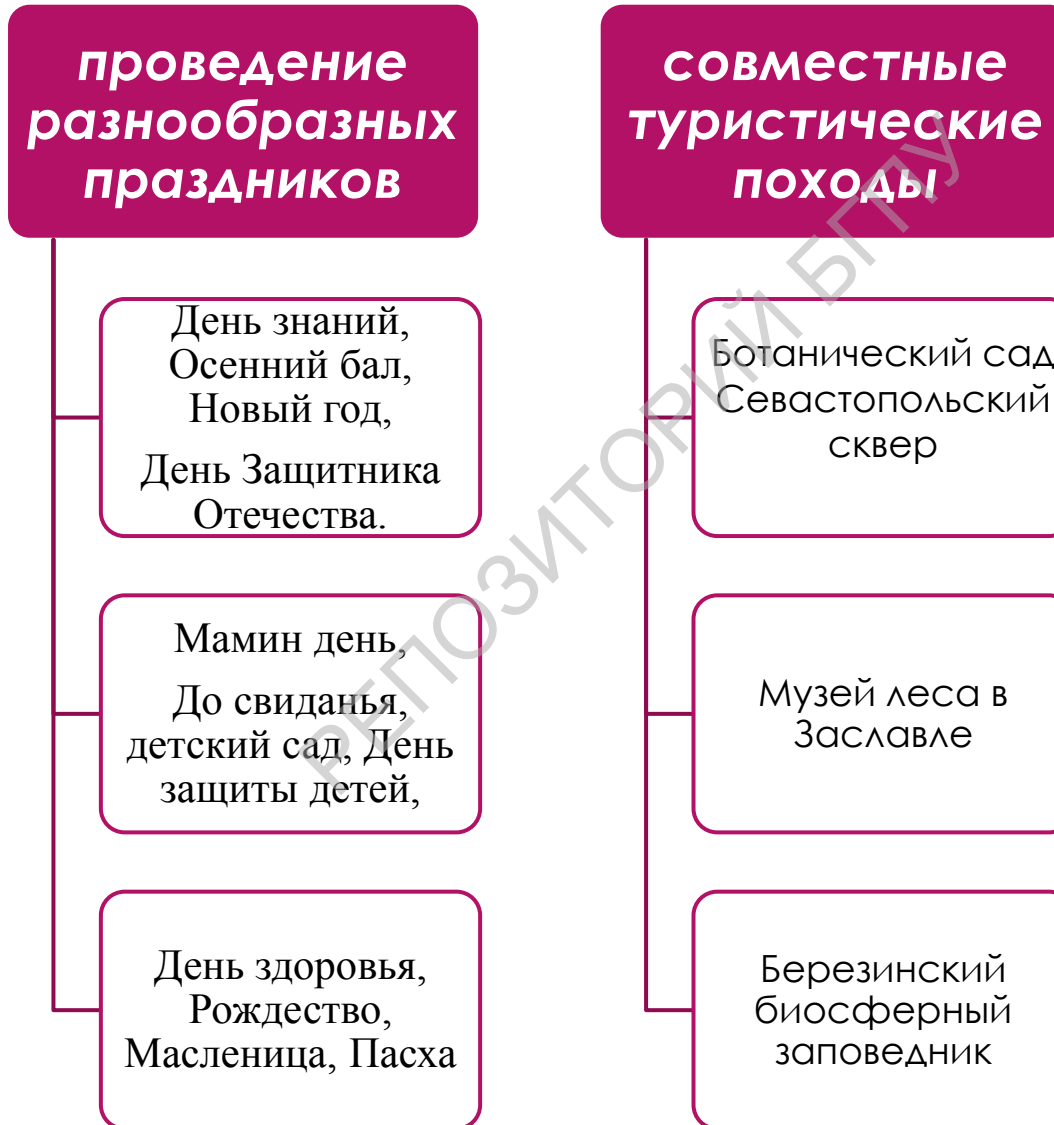 проведение
разнообразных
праздников
День знаний,
Осенний бал,
Новый год,
День Защитника
Отечества.
Мамин день,
До свиданья,
детский сад, День
защиты детей,
День здоровья,
Рождество,
Масленица, Пасха
совместные
туристические
походы
Ботанический сад
Севастопольский
сквер
Музей леса в
Заславле
Березинский
биосферный
заповедник
РЕПОЗИТОРИЙ БГПУ